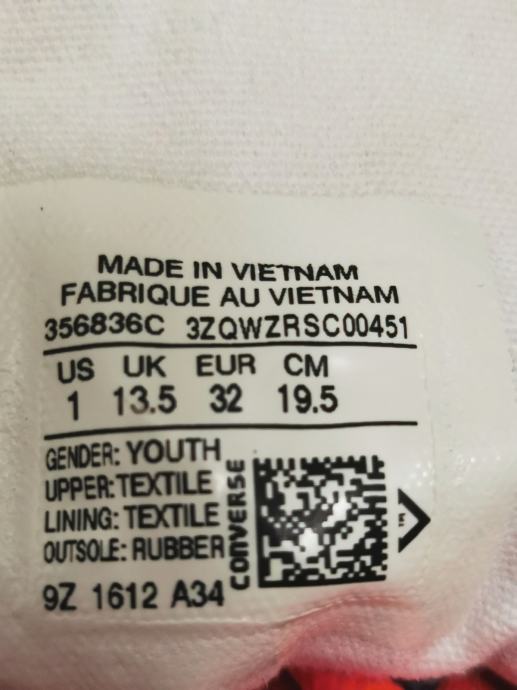 MADE IN VIETNAM
FABRIQUE AU VIETNAM
356836C 3ZQWZRSC00451
US UK EUR CM
1 13.5 32 19.5
GENDER: YOUTH
UPPER: TEXTILE
LINING: TEXTILE
OUTSOLE: RUBBER
CONVERSE
9Z 1612 A34